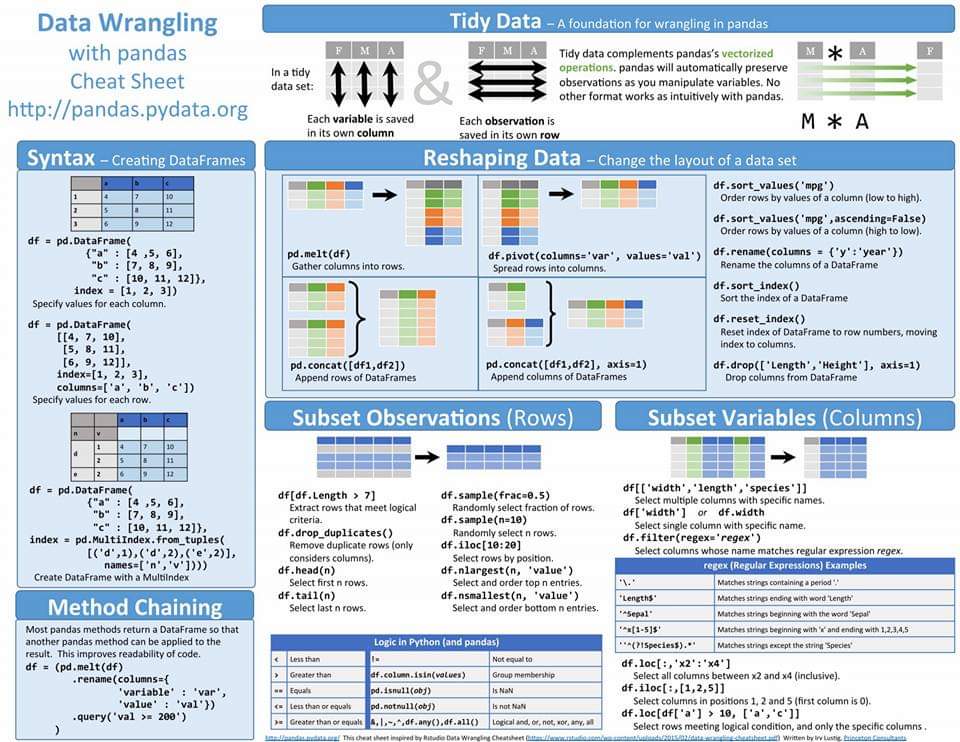 Data Wrangling
with pandas
Cheat Sheet
http://pandas.pydata.org
Tidy Data – A foundation for wrangling in pandas
In a tidy
data set:
F M A
Each variable is saved
in its own column
&
F M A
Each observation is
saved in its own row
Tidy data complements pandas's vectorized
operations. pandas will automatically preserve
observations as you manipulate variables. No
other format works as intuitively with pandas.
M * A F
M * A
Syntax – Creating DataFrames
a b c
1 4 7 10
2 5 8 11
3 6 9 12
df = pd.DataFrame(
{"a" : [4 ,5, 6],
"b" : [7, 8, 9],
"c" : [10, 11, 12]},
index = [1, 2, 3])
Specify values for each column.
df = pd.DataFrame(
[[4, 7, 10],
[5, 8, 11],
[6, 9, 12]],
index=[1, 2, 3],
columns=['a', 'b', 'c'])
Specify values for each row.
a b c
n v
d 1 4 7 10
2 5 8 11
e 2 6 9 12
df = pd.DataFrame(
{"a" : [4 ,5, 6],
"b" : [7, 8, 9],
"c" : [10, 11, 12]},
index = pd.MultiIndex.from_tuples(
[('d',1),('d',2),('e',2)],
names=['n','v'])))
Create DataFrame with a MultiIndex
Method Chaining
Most pandas methods return a DataFrame so that
another pandas method can be applied to the
result. This improves readability of code.
df = (pd.melt(df)
.rename(columns={
'variable' : 'var',
'value' : 'val'})
.query('val >= 200')
)
Reshaping Data – Change the layout of a data set
pd.melt(df)
Gather columns into rows.
df.pivot(columns='var', values='val')
Spread rows into columns.
pd.concat([df1,df2])
Append rows of DataFrames
pd.concat([df1,df2], axis=1)
Append columns of DataFrames
df.sort_values('mpg')
Order rows by values of a column (low to high).
df.sort_values('mpg',ascending=False)
Order rows by values of a column (high to low).
df.rename(columns = {'y':'year'})
Rename the columns of a DataFrame
df.sort_index()
Sort the index of a DataFrame
df.reset_index()
Reset index of DataFrame to row numbers, moving
index to columns.
df.drop(['Length','Height'], axis=1)
Drop columns from DataFrame
Subset Observations (Rows)
df[df.Length > 7]
Extract rows that meet logical
criteria.
df.drop_duplicates()
Remove duplicate rows (only
considers columns).
df.head(n)
Select first n rows.
df.tail(n)
Select last n rows.
df.sample(frac=0.5)
Randomly select fraction of rows.
df.sample(n=10)
Randomly select n rows.
df.iloc[10:20]
Select rows by position.
df.nlargest(n, 'value')
Select and order top n entries.
df.nsmallest(n, 'value')
Select and order bottom n entries.
Logic in Python (and pandas)
< Less than != Not equal to
> Greater than df.column.isin(values) Group membership
== Equals pd.isnull(obj) Is NaN
<= Less than or equals pd.notnull(obj) Is not NaN
>= Greater than or equals &,|,~,^,df.any(),df.all() Logical and, or, not, xor, any, all
Subset Variables (Columns)
df[['width','length','species']]
Select multiple columns with specific names.
df['width'] or df.width
Select single column with specific name.
df.filter(regex='regex')
Select columns whose name matches regular expression regex.
regex (Regular Expressions) Examples
'\.' Matches strings containing a period '.'
'Length$' Matches strings ending with word 'Length'
'^Sepal' Matches strings beginning with the word 'Sepal'
'^x[1-5]$' Matches strings beginning with 'x' and ending with 1,2,3,4,5
''^(?!Species$).*' Matches strings except the string 'Species'
df.loc[:,'x2':'x4']
Select all columns between x2 and x4 (inclusive).
df.iloc[:,[1,2,5]]
Select columns in positions 1, 2 and 5 (first column is 0).
df.loc[df['a'] > 10, ['a','c']]
Select rows meeting logical condition, and only the specific columns .
http://pandas.pydata.org/ This cheat sheet inspired by Rstudio Data Wrangling Cheatsheet (https://www.rstudio.com/wp-content/uploads/2015/02/data-wrangling-cheatsheet.pdf) Written by Irv Lustig, Princeton Consultants